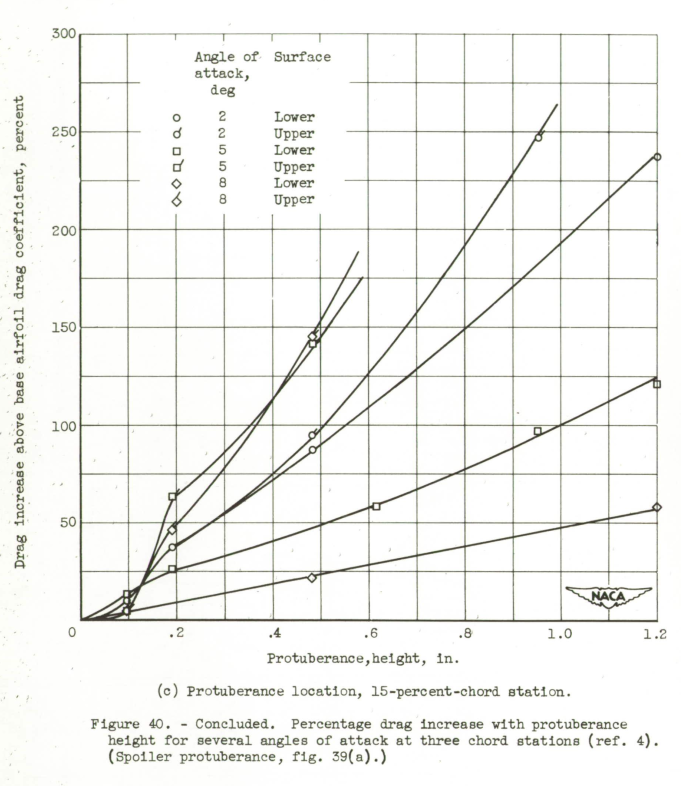 300
250
200
150
100
50
0
.2
.4
.6
.8
1.0
1.2
Angle of Surface
attack,
deg
2 Lower
2 Upper
5 Lower
5 Upper
8 Lower
8 Upper
Drag increase above base airfoil drag coefficient, percent
NACA
Protuberance,height, in.
(c) Protuberance location, 15-percent-chord station.
Figure 40. - Concluded. Percentage drag increase with protuberance
height for several angles of attack at three chord stations (ref. 4).
(Spoiler protuberance, fig. 39(a).)